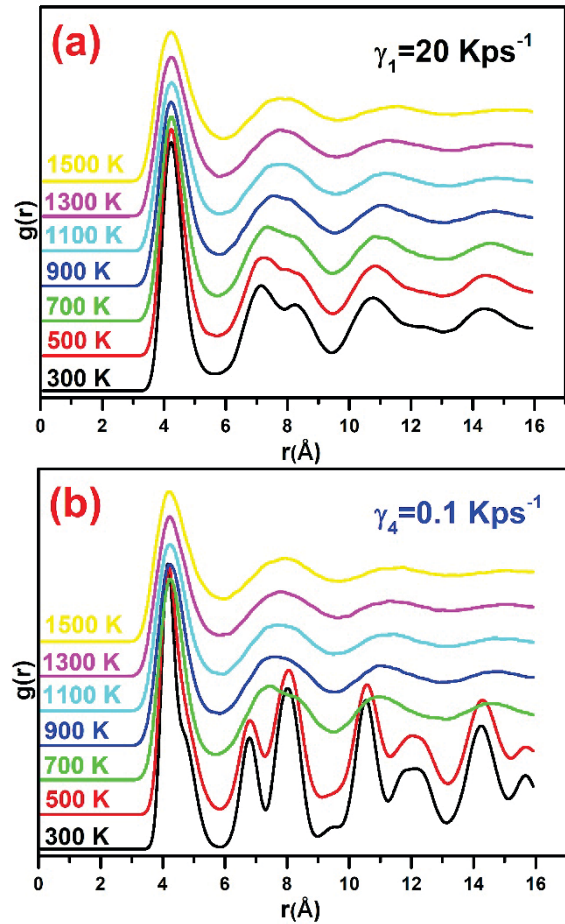 (a)
γ₁=20 Kps⁻¹
g(r)
1500 K
1300 K
1100 K
900 K
700 K
500 K
300 K
0 2 4 6 8 10 12 14 16
r(Å)
(b)
γ₄=0.1 Kps⁻¹
g(r)
1500 K
1300 K
1100 K
900 K
700 K
500 K
300 K
0 2 4 6 8 10 12 14 16
r(Å)